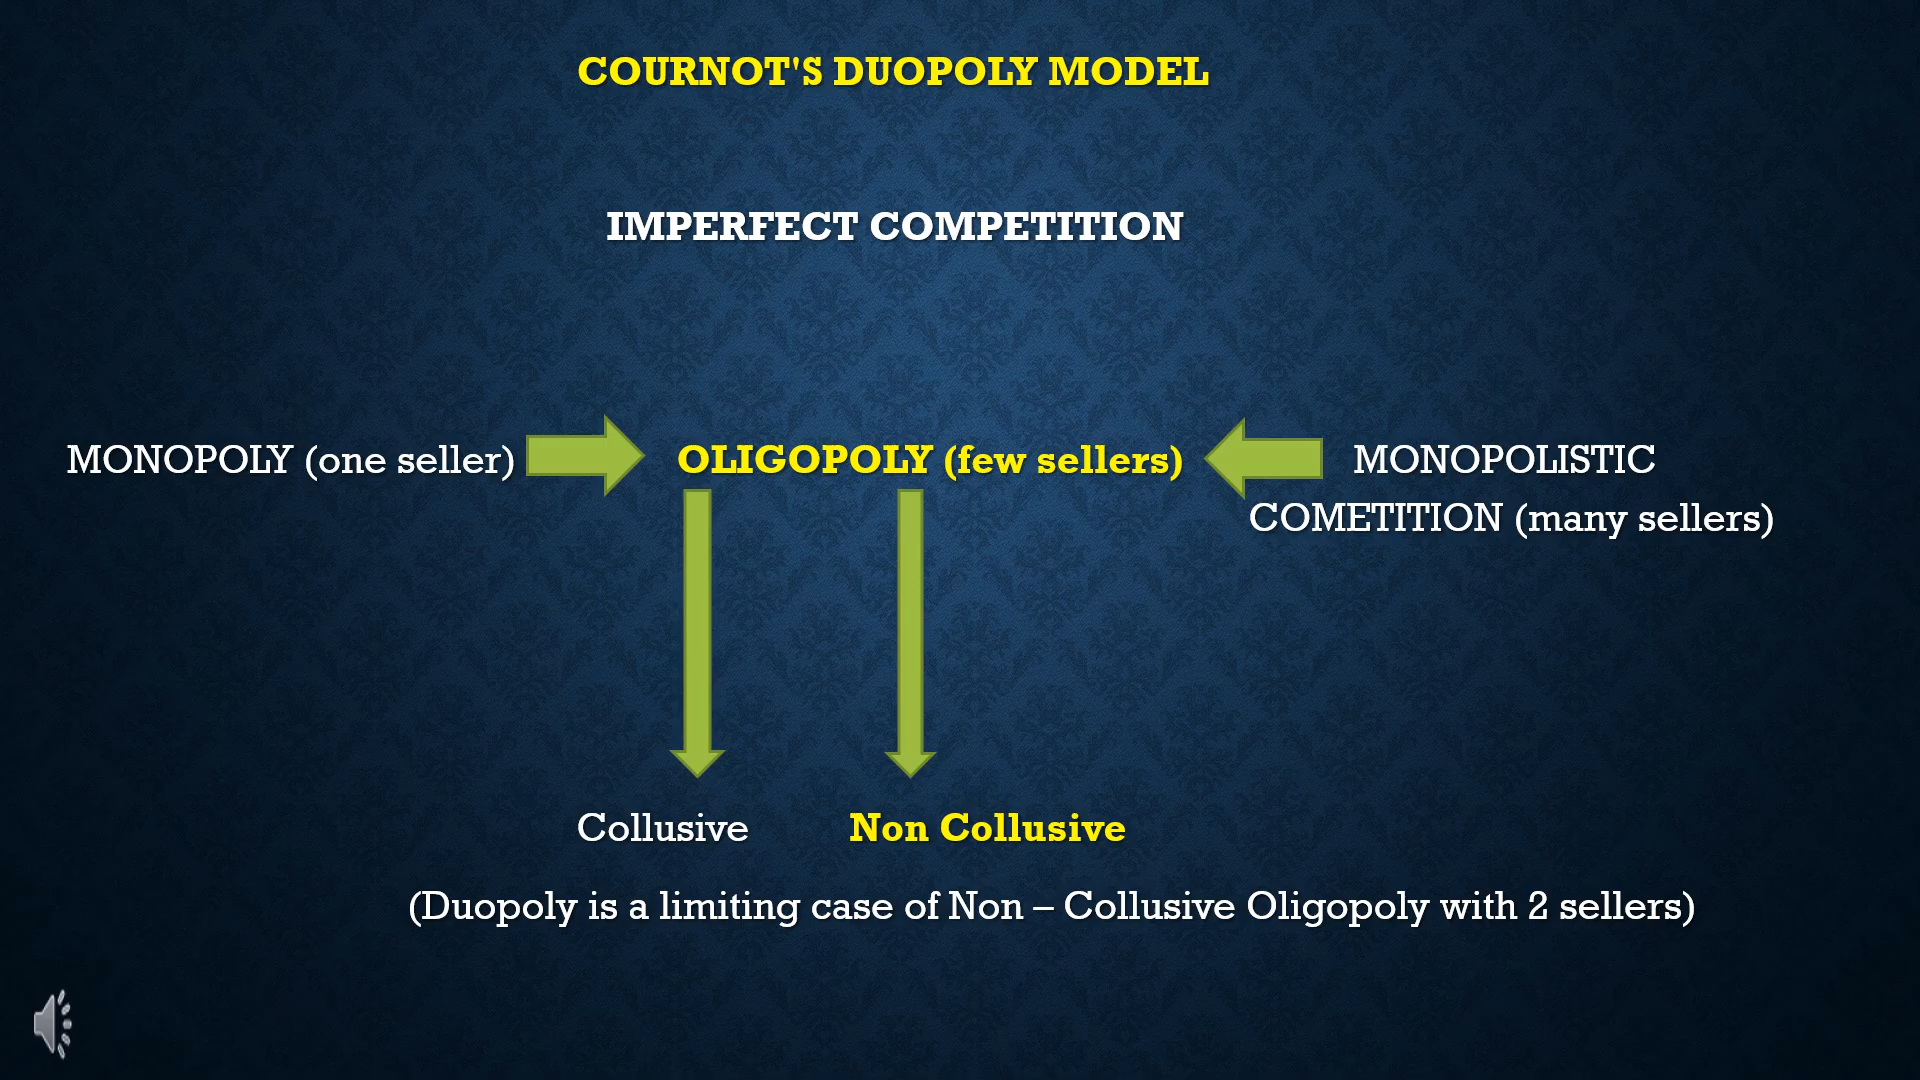 COURNOT'S DUOPOLY MODEL
IMPERFECT COMPETITION
MONOPOLY (one seller) OLIGOPOLY (few sellers) MONOPOLISTIC
COMETITION (many sellers)
Collusive Non Collusive
(Duopoly is a limiting case of Non – Collusive Oligopoly with 2 sellers)